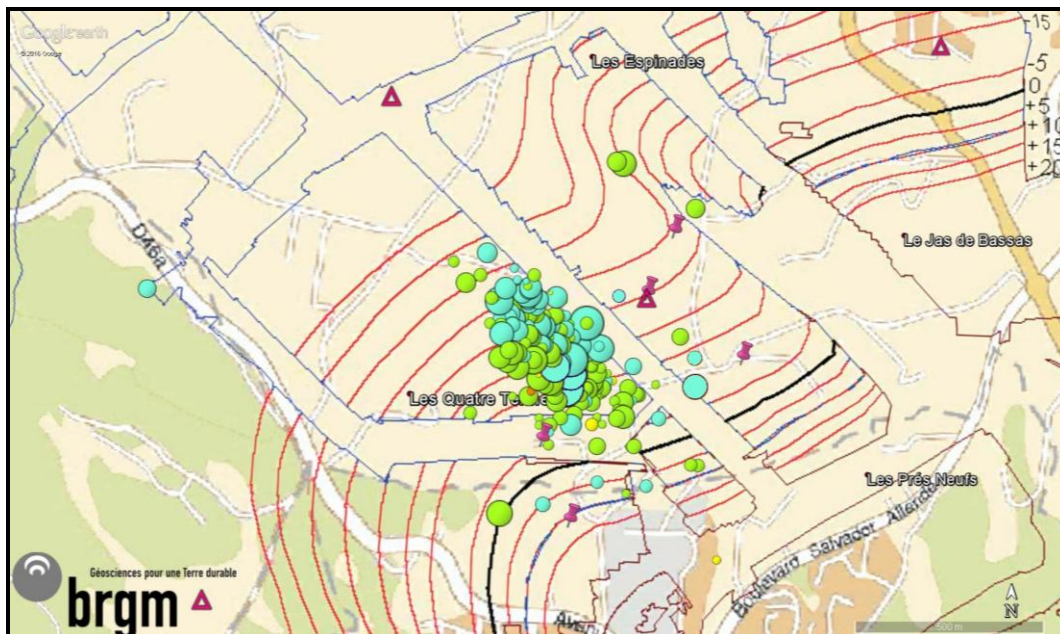 Google earth
© 2016 Google
Les Espinades
-15
-5
0
+5
+10
+15
+20
D46a
Le Jas de Bassas
Les Quatre
Les Prés Neufs
Boulevard Salvador Allende
Géosciences pour une Terre durable
brgm
N
500 m